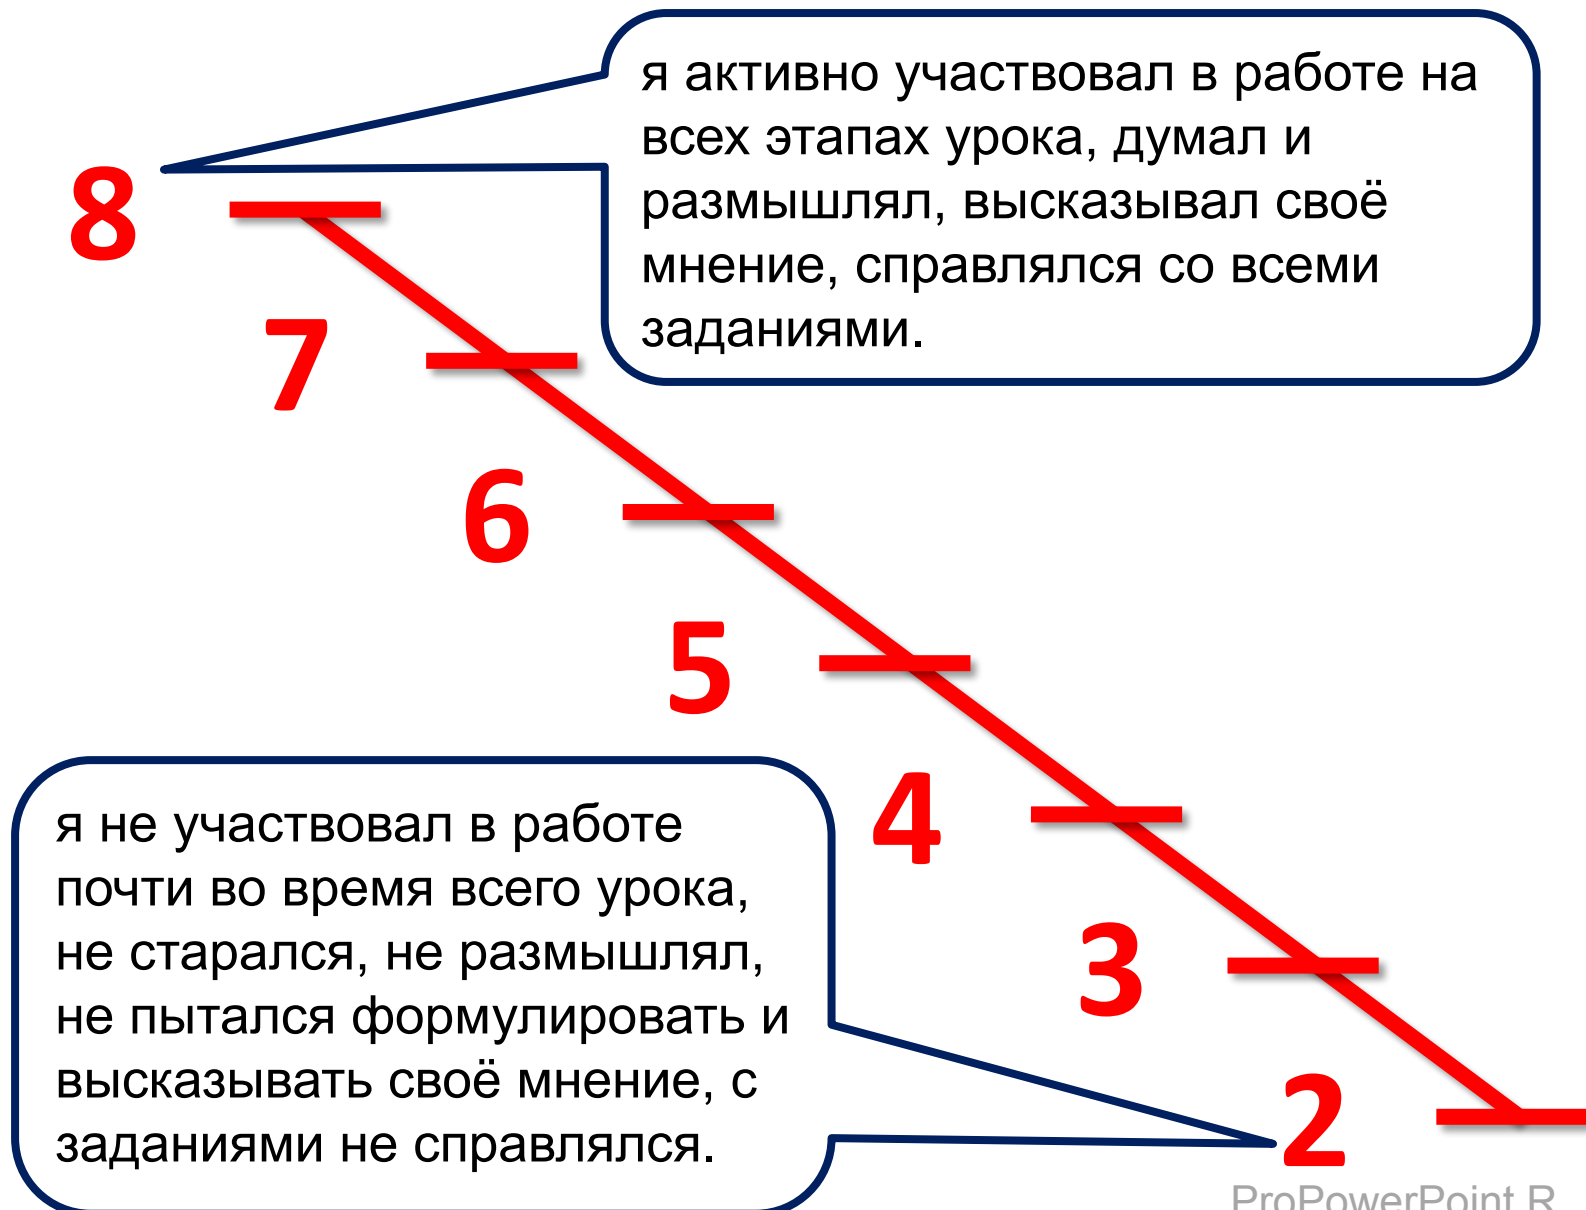 я активно участвовал в работе на
всех этапах урока, думал и
размышлял, высказывал своё
мнение, справлялся со всеми
заданиями.
8
7
6
5
4
3
2
я не участвовал в работе
почти во время всего урока,
не старался, не размышлял,
не пытался формулировать и
высказывать своё мнение, с
заданиями не справлялся.
ProPowerPoint.R